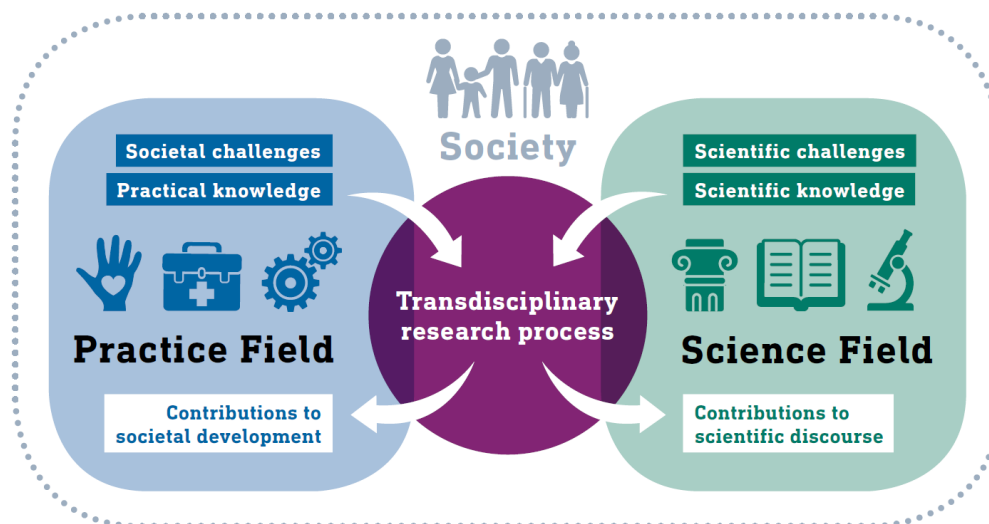 Society
Societal challenges
Practical knowledge
Practice Field
Contributions to
societal development
Transdisciplinary
research process
Scientific challenges
Scientific knowledge
Science Field
Contributions to
scientific discourse